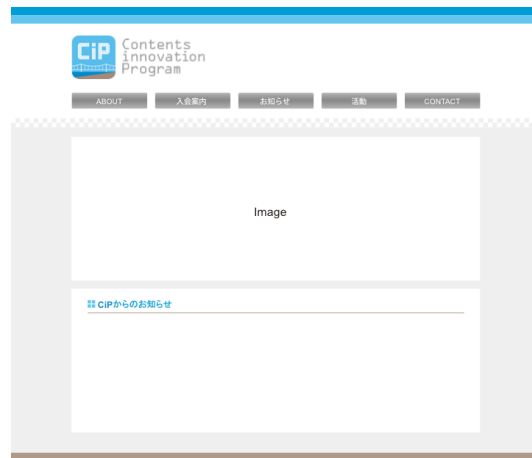 CiP
Contents
innovation
Program
ABOUT 入会案内 お知らせ 活動 CONTACT
Image
CiPからのお知らせ